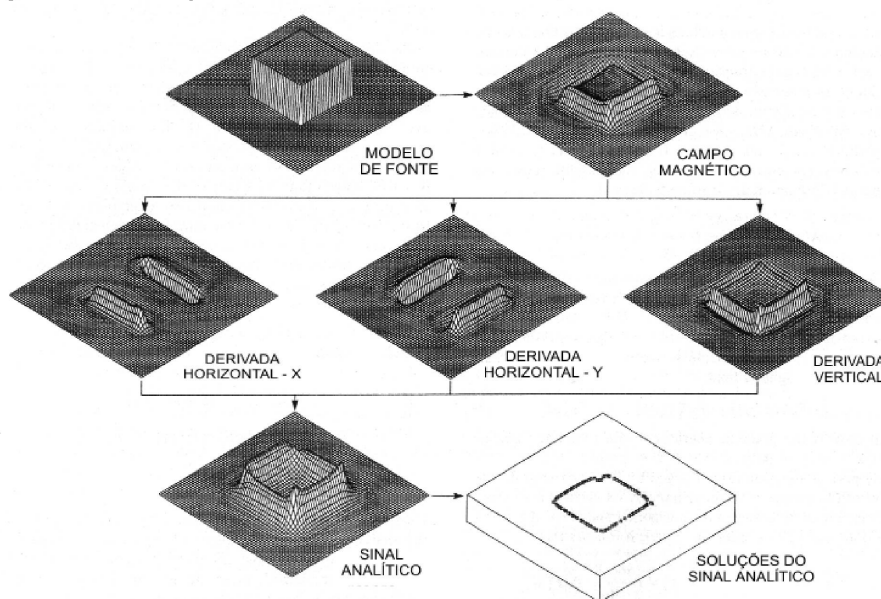 MODELO
DE FONTE
CAMPO
MAGNÉTICO
DERIVADA
HORIZONTAL - X
DERIVADA
HORIZONTAL - Y
DERIVADA
VERTICAL
SINAL
ANALÍTICO
SOLUÇÕES DO
SINAL ANALÍTICO